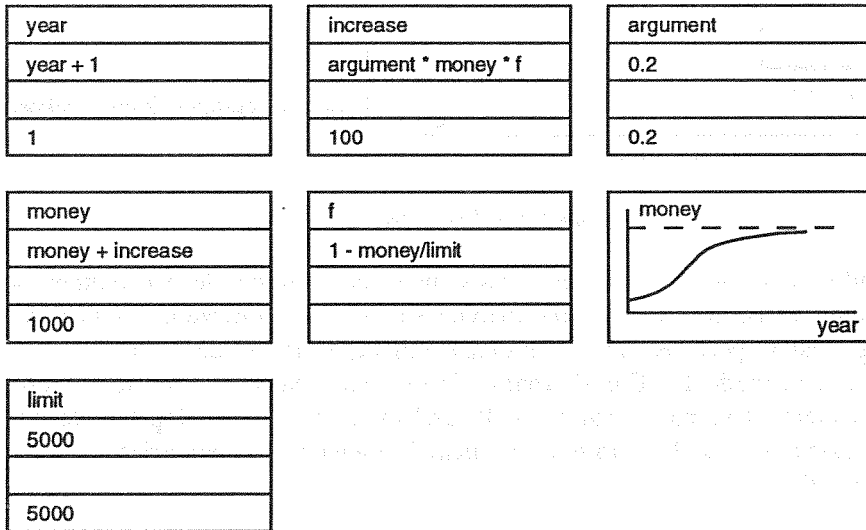 year
year + 1
1
increase
argument * money * f
100
argument
0.2
0.2
money
money + increase
1000
f
1 - money/limit
money
year
limit
5000
5000